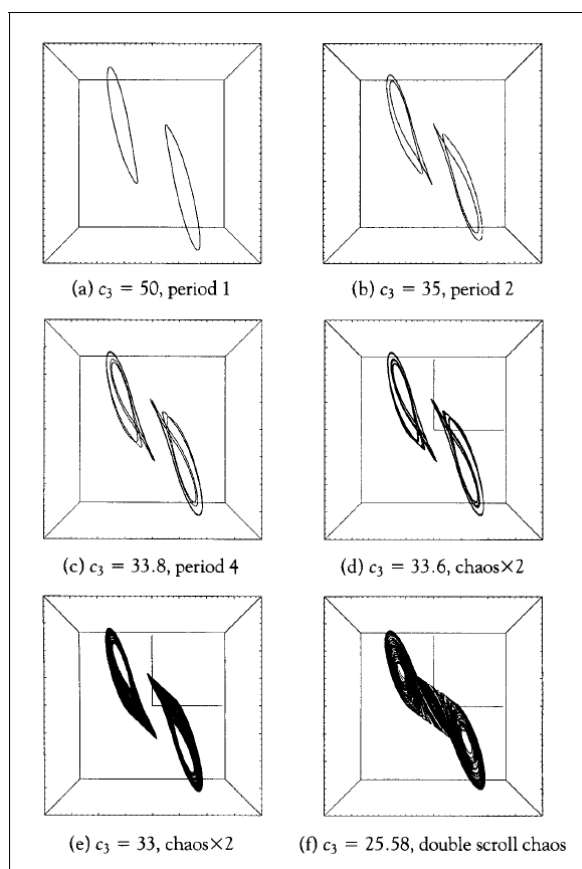 (a) c₃ = 50, period 1
(b) c₃ = 35, period 2
(c) c₃ = 33.8, period 4
(d) c₃ = 33.6, chaos×2
(e) c₃ = 33, chaos×2
(f) c₃ = 25.58, double scroll chaos